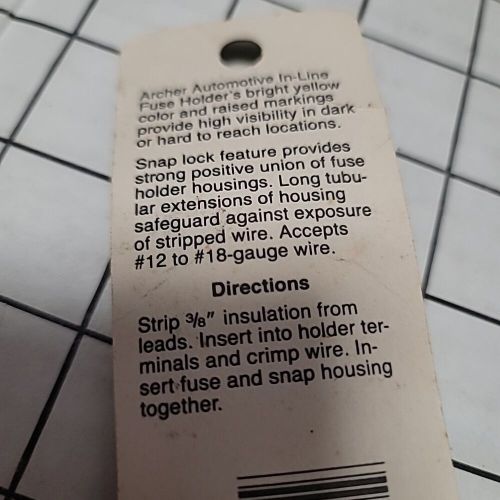 Archer Automotive In-Line
Fuse Holder's bright yellow
color and raised markings
provide high visibility in dark
or hard to reach locations.
Snap lock feature provides
strong positive union of fuse
holder housings. Long tubu-
lar extensions of housing
safeguard against exposure
of stripped wire. Accepts
#12 to #18-gauge wire.
Directions
Strip 3/8" insulation from
leads. Insert into holder ter-
minals and crimp wire. In-
sert fuse and snap housing
together.